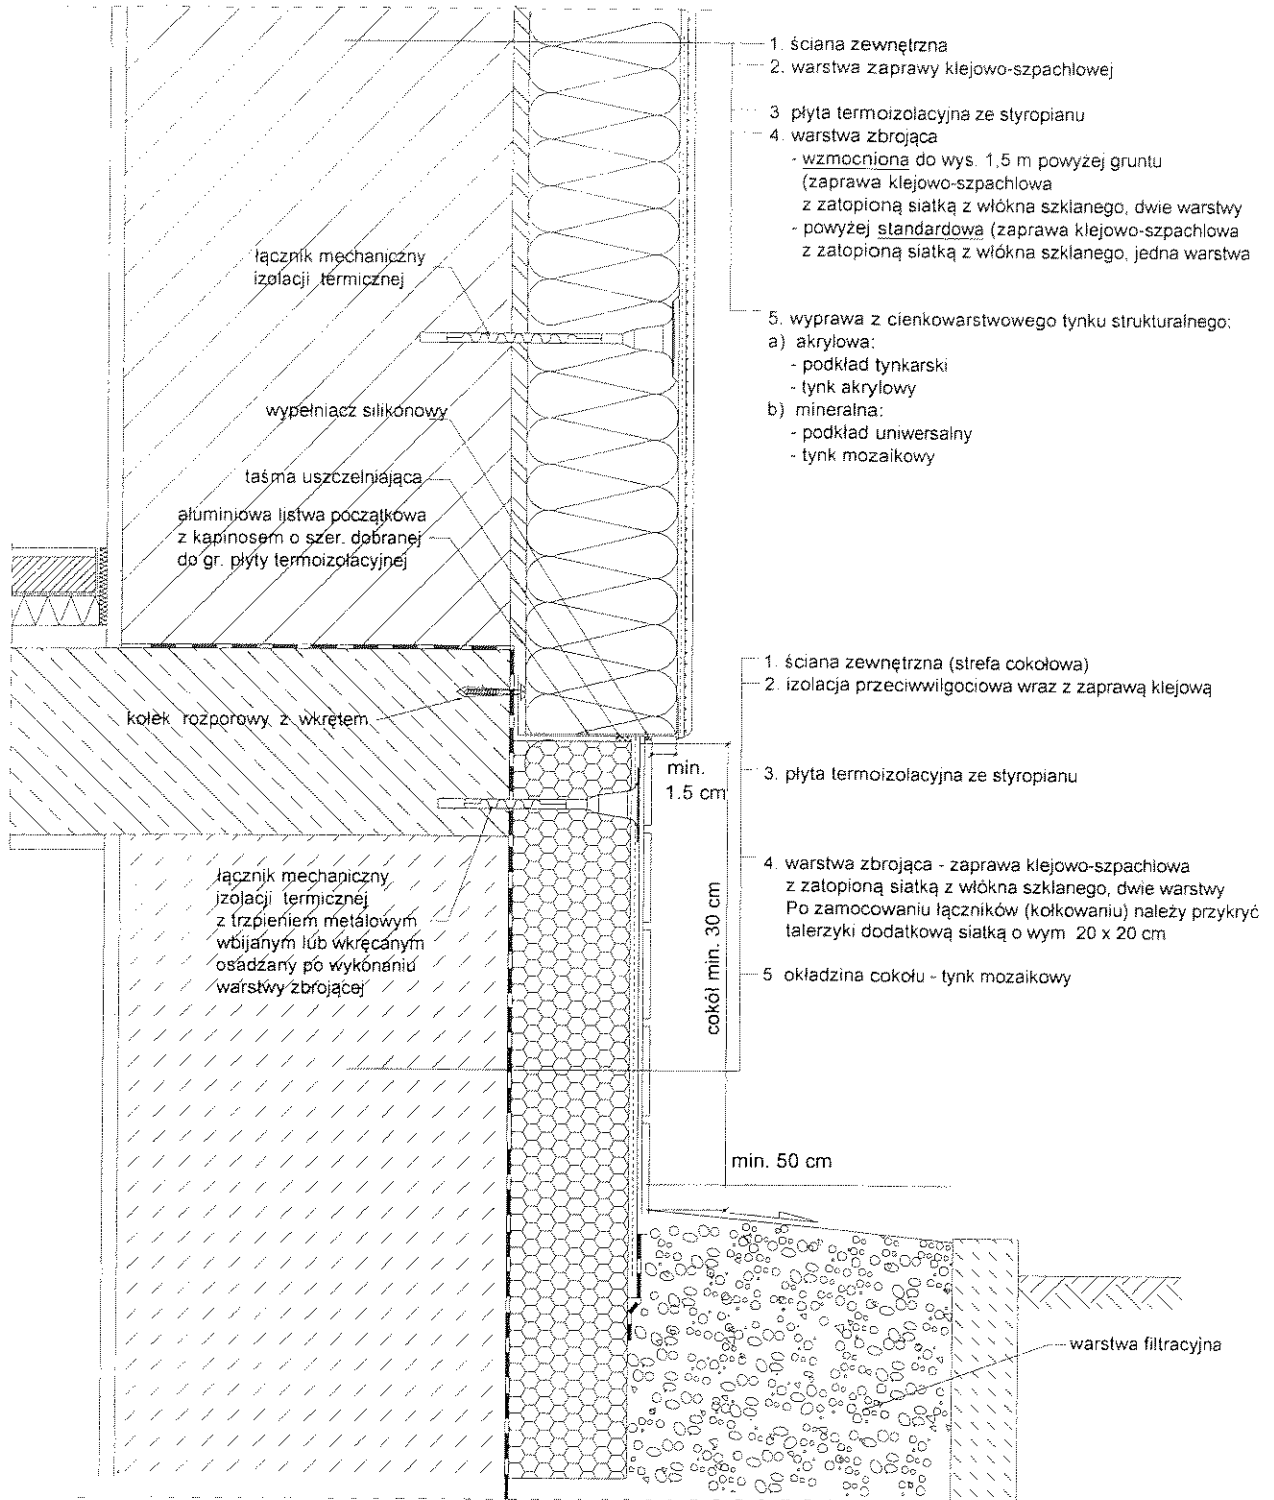 1. ściana zewnętrzna
2. warstwa zaprawy klejowo-szpachlowej
3 płyta termoizolacyjna ze styropianu
4. warstwa zbrojąca
- wzmocniona do wys. 1,5 m powyżej gruntu
(zaprawa klejowo-szpachlowa
z zatopioną siatką z włókna szklanego, dwie warstwy
- powyżej standardowa (zaprawa klejowo-szpachlowa
z zatopioną siatką z włókna szklanego, jedna warstwa
5. wyprawa z cienkowarstwowego tynku strukturalnego:
a) akrylowa:
- podkład tynkarski
- tynk akrylowy
b) mineralna:
- podkład uniwersalny
- tynk mozaikowy
łącznik mechaniczny
izolacji termicznej
wypełniacz silikonowy
taśma uszczelniająca
aluminiowa listwa początkowa
z kapinosem o szer. dobranej
do gr. płyty termoizolacyjnej
kołek rozporowy z wkrętem
1. ściana zewnętrzna (strefa cokołowa)
2. izolacja przeciwwilgociowa wraz z zaprawą klejową
min.
1.5 cm
3. płyta termoizolacyjna ze styropianu
4. warstwa zbrojąca - zaprawa klejowo-szpachlowa
z zatopioną siatką z włókna szklanego, dwie warstwy
Po zamocowaniu łączników (kołkowaniu) należy przykryć
talerzyki dodatkową siatką o wym 20 x 20 cm
5 okładzina cokołu - tynk mozaikowy
łącznik mechaniczny
izolacji termicznej
z trzpieniem metalowym
wbijanym lub wkręcanym
osadzany po wykonaniu
warstwy zbrojącej
cokół min. 30 cm
min. 50 cm
warstwa filtracyjna